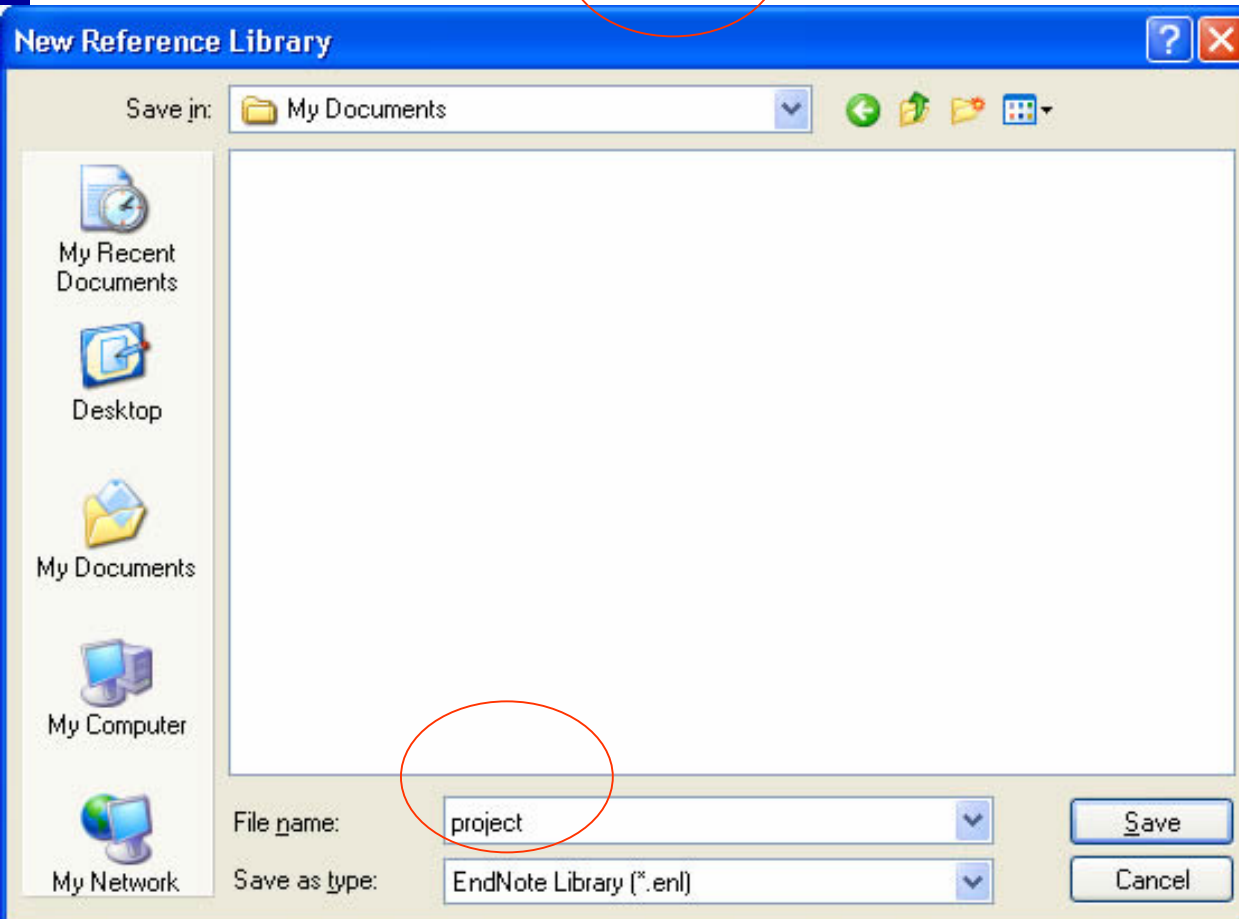 New Reference Library
Save in:
My Documents
My Recent
Documents
Desktop
My Documents
My Computer
My Network
File name:
project
Save
Save as type:
EndNote Library (*.enl)
Cancel